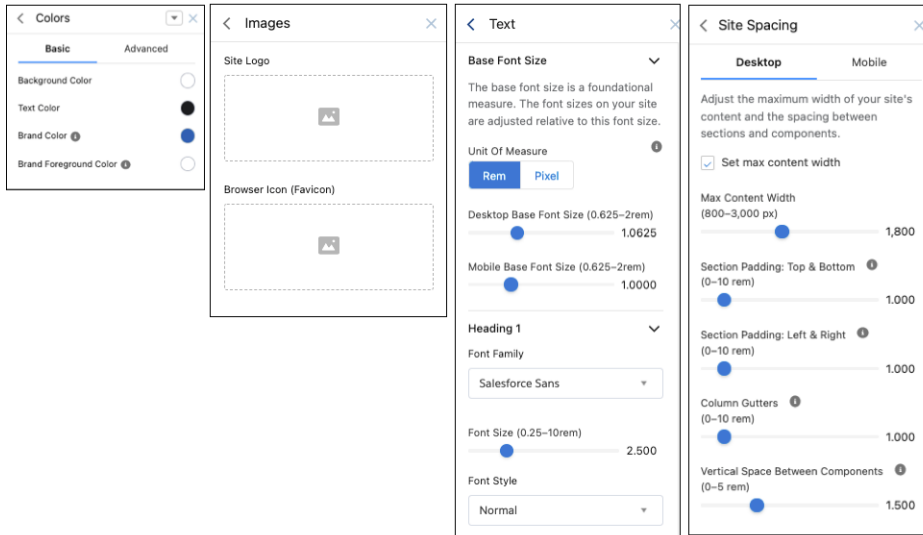 Colors
Basic
Advanced
Background Color
Text Color
Brand Color
Brand Foreground Color
Images
Site Logo
Browser Icon (Favicon)
Text
Base Font Size
The base font size is a foundational
measure. The font sizes on your site
are adjusted relative to this font size.
Unit Of Measure
Rem
Pixel
Desktop Base Font Size (0.625–2rem)
1.0625
Mobile Base Font Size (0.625–2rem)
1.0000
Heading 1
Font Family
Salesforce Sans
Font Size (0.25–10rem)
2.500
Font Style
Normal
Site Spacing
Desktop
Mobile
Adjust the maximum width of your site's
content and the spacing between
sections and components.
Set max content width
Max Content Width
(800–3,000 px)
1,800
Section Padding: Top & Bottom
(0–10 rem)
1.000
Section Padding: Left & Right
(0–10 rem)
1.000
Column Gutters
(0–10 rem)
1.000
Vertical Space Between Components
(0–5 rem)
1.500